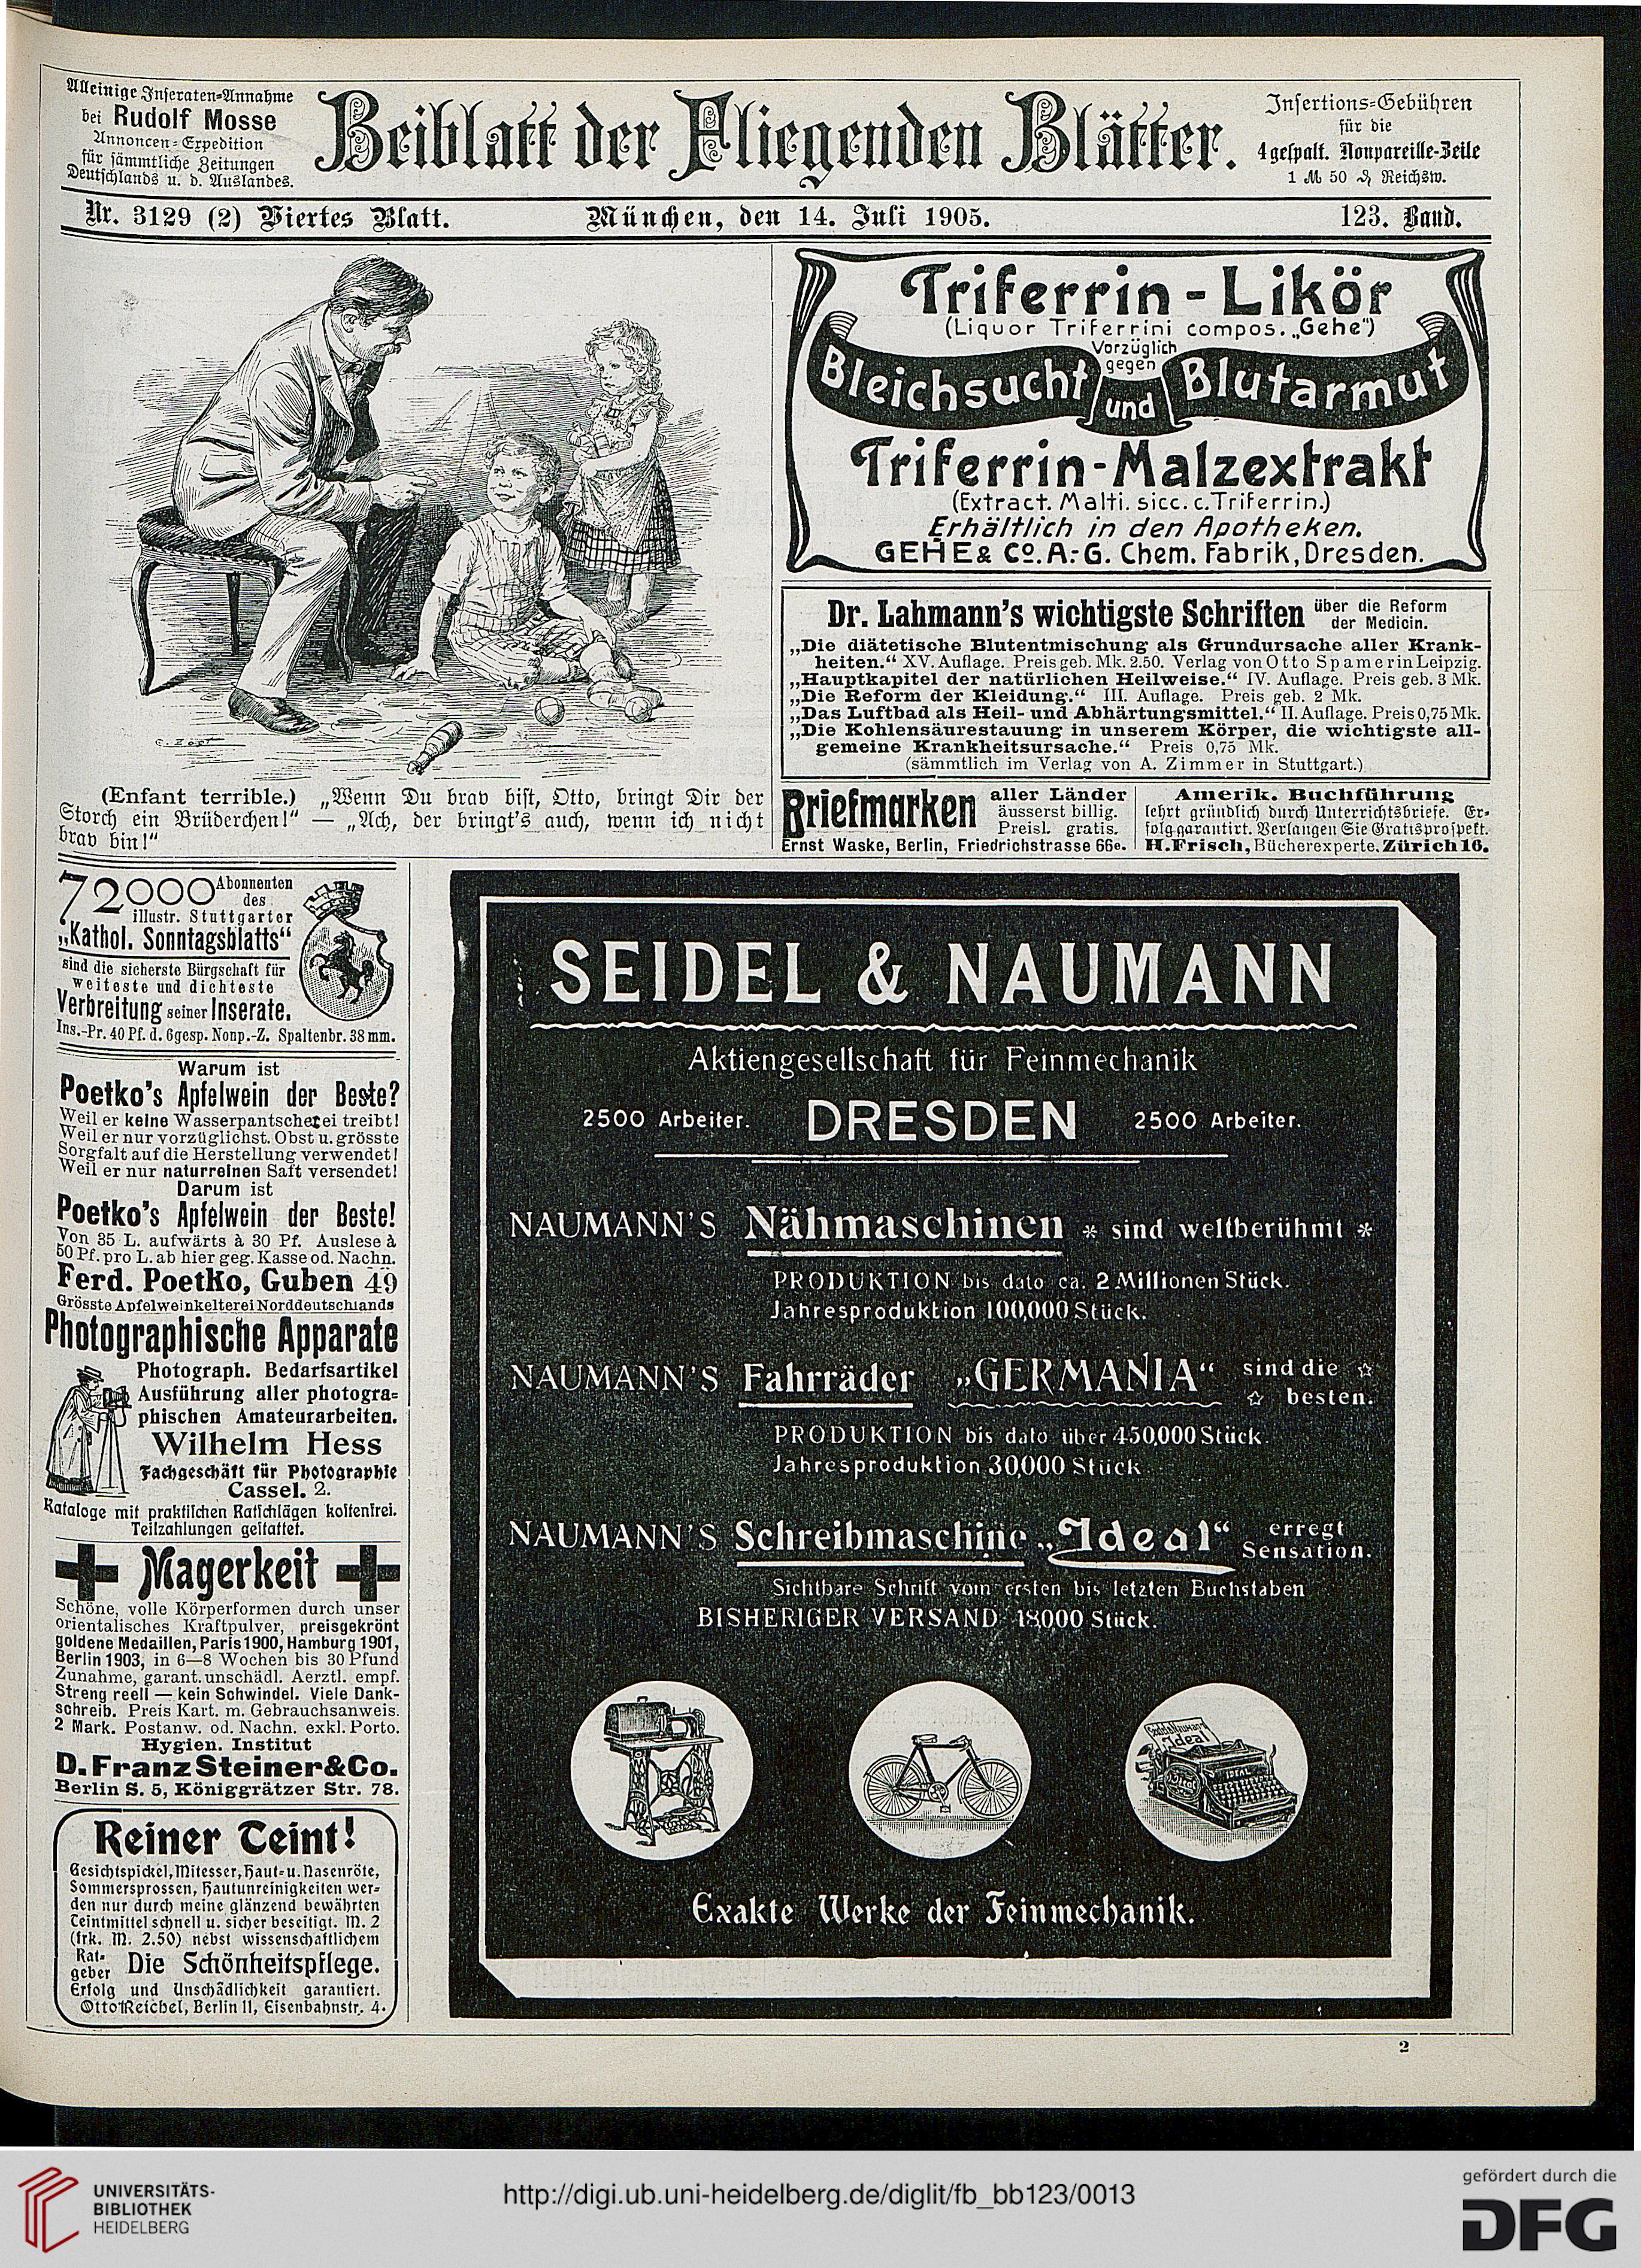 Alleinige Inseraten-Annahme
bei Rudolf Mosse
Annoncen-Expedition
für sämmtliche Zeitungen
Deutschlands u. d. Auslandes.
Beiblatt der Fliegenden Blätter.
Insertions-Gebühren
für die
4 gespalt. Nonpareille-Zeile
1 ℳ 50 ₰ Reichsw.
Nr. 3129 (2) Viertes Blatt. München, den 14. Juli 1905. 123. Band.
(Enfant terrible.) „Wenn Du brav bist, Otto, bringt Dir der
Storch ein Brüderchen!“ — „Ach, der bringt's auch, wenn ich nicht
brav bin!“
Triferrin-Likör
(Liquor Triferrini compos. „Gehe“)
Vorzüglich
gegen
Bleichsucht und Blutarmut
Triferrin-Malzextrakt
(Extract. Malti. sicc. c. Triferrin.)
Erhältlich in den Apotheken.
GEHE & Co. A.-G. Chem. Fabrik, Dresden.
Dr. Lahmann's wichtigste Schriften über die Reform
der Medicin.
„Die diätetische Blutentmischung als Grundursache aller Krank-
heiten.“ XV. Auflage. Preis geb. Mk. 2.50. Verlag von Otto Spamer in Leipzig.
„Hauptkapitel der natürlichen Heilweise.“ IV. Auflage. Preis geb. 3 Mk.
„Die Reform der Kleidung.“ III. Auflage. Preis geb. 2 Mk.
„Das Luftbad als Heil- und Abhärtungsmittel.“ II. Auflage. Preis 0,75 Mk.
„Die Kohlensäurestauung in unserem Körper, die wichtigste all-
gemeine Krankheitsursache.“ Preis 0,75 Mk.
(sämmtlich im Verlag von A. Zimmer in Stuttgart.)
Briefmarken aller Länder
äusserst billig.
Preisl. gratis.
Ernst Waske, Berlin, Friedrichstrasse 66e.
Amerik. Buchführung
lehrt gründlich durch Unterrichtsbriefe. Er-
folg garantirt. Verlangen Sie Gratisprospekt.
H. Frisch, Bücherexperte, Zürich 16.
72000 Abonnenten
des
illustr. Stuttgarter
„Kathol. Sonntagsblatts“
sind die sicherste Bürgschaft für
weiteste und dichteste
Verbreitung seiner Inserate.
Ins.-Pr. 40 Pf. d. 6gesp. Nonp.-Z. Spaltenbr. 38 mm.
Warum ist
Poetko's Apfelwein der Beste?
Weil er keine Wasserpantscherei treibt!
Weil er nur vorzüglichst. Obst u. grösste
Sorgfalt auf die Herstellung verwendet!
Weil er nur naturreinen Saft versendet!
Darum ist
Poetko's Apfelwein der Beste!
Von 35 L. aufwärts à 30 Pf. Auslese à
50 Pf. pro L. ab hier geg. Kasse od. Nachn.
Ferd. Poetko, Guben 49
Grösste Apfelweinkelterei Norddeutschlands
Photographische Apparate
Photograph. Bedarfsartikel
Ausführung aller photogra-
phischen Amateurarbeiten.
Wilhelm Hess
Fachgeschäft für Photographie
Cassel. 2.
Kataloge mit praktischen Ratschlägen kostenfrei.
Teilzahlungen gestattet.
Magerkeit
Schöne, volle Körperformen durch unser
orientalisches Kraftpulver, preisgekrönt
goldene Medaillen, Paris 1900, Hamburg 1901,
Berlin 1903, in 6—8 Wochen bis 30 Pfund
Zunahme, garant. unschädl. Aerztl. empf.
Streng reell — kein Schwindel. Viele Dank-
schreib. Preis Kart. m. Gebrauchsanweis.
2 Mark. Postanw. od. Nachn. exkl. Porto.
Hygien. Institut
D. Franz Steiner & Co.
Berlin S. 5, Königgrätzer Str. 78.
Reiner Teint!
Gesichtspickel, Mitesser, Haut- u. Nasenröte,
Sommersprossen, Hautunreinigkeiten wer-
den nur durch meine glänzend bewährten
Teintmittel schnell u. sicher beseitigt. M. 2
(frk. M. 2.50) nebst wissenschaftlichem
Rat-
geber Die Schönheitspflege.
Erfolg und Unschädlichkeit garantiert.
Otto Reichel, Berlin 11, Eisenbahnstr. 4.
SEIDEL & NAUMANN
Aktiengesellschaft für Feinmechanik
2500 Arbeiter. DRESDEN 2500 Arbeiter.
NAUMANN'S Nähmaschinen * sind weltberühmt *
PRODUKTION bis dato ca. 2 Millionen Stück.
Jahresproduktion 100,000 Stück.
NAUMANN'S Fahrräder „GERMANIA“ sind die ☆
☆ besten.
PRODUKTION bis dato über 450,000 Stück.
Jahresproduktion 30,000 Stück
NAUMANN'S Schreibmaschine „Ideal“ erregt
Sensation.
Sichtbare Schrift vom ersten bis letzten Buchstaben
BISHERIGER VERSAND 18,000 Stück.
Ideal
IDEAL
Exakte Werke der Feinmechanik.
2
UNIVERSITÄTS-
BIBLIOTHEK
HEIDELBERG
http://digi.ub.uni-heidelberg.de/diglit/fb_bb123/0013
gefördert durch die
DFG